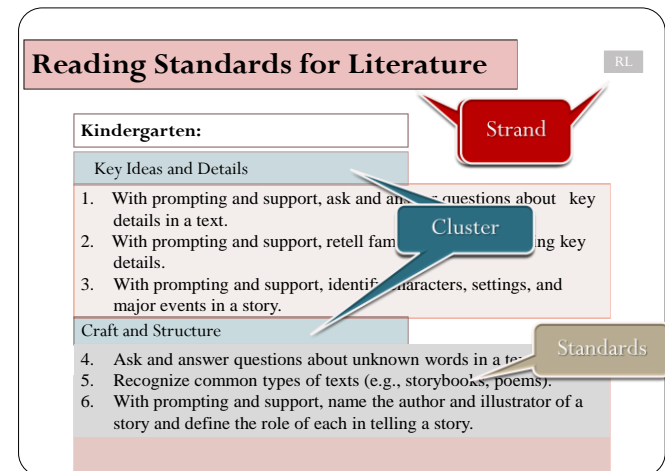 Reading Standards for Literature
RL
Strand
Kindergarten:
Key Ideas and Details
1. With prompting and support, ask and questions about key
details in a text.
Cluster
2. With prompting and support, retell key
details.
3. With prompting and support, identify characters, settings, and
major events in a story.
Craft and Structure
Standards
4. Ask and answer questions about unknown words in a
5. Recognize common types of texts (e.g., storybooks, poems).
6. With prompting and support, name the author and illustrator of a
story and define the role of each in telling a story.